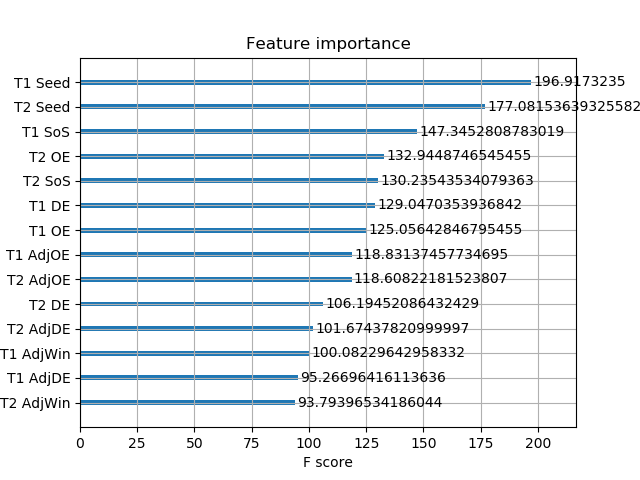 Feature importance
T1 Seed 196.9173235
T2 Seed 177.08153639325582
T1 SoS 147.3452808783019
T2 OE 132.9448746545455
T2 SoS 130.23543534079363
T1 DE 129.0470353936842
T1 OE 125.05642846795455
T1 AdjOE 118.83137457734695
T2 AdjOE 118.60822181523807
T2 DE 106.19452086432429
T2 AdjDE 101.67437820999997
T1 AdjWin 100.08229642958332
T1 AdjDE 95.26696416113636
T2 AdjWin 93.79396534186044
0 25 50 75 100 125 150 175 200
F score